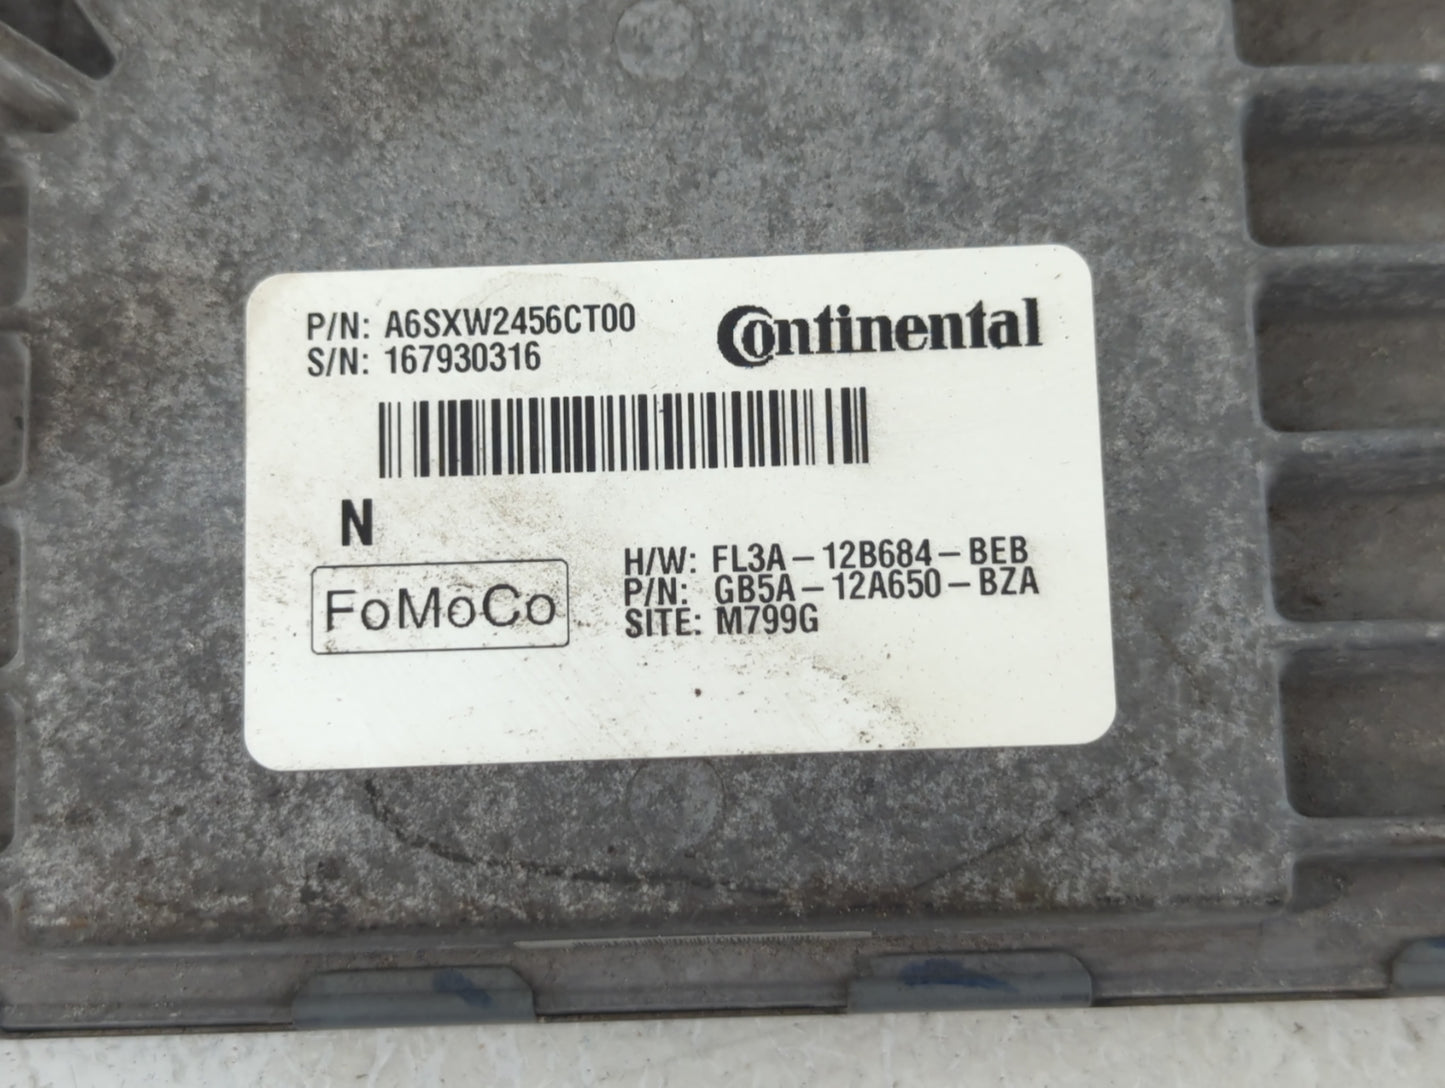 P/N: A6SXW2456CT00
S/N: 167930316
Continental
N
FoMoCo
H/W: FL3A-12B684-BEB
P/N: GB5A-12A650-BZA
SITE: M799G